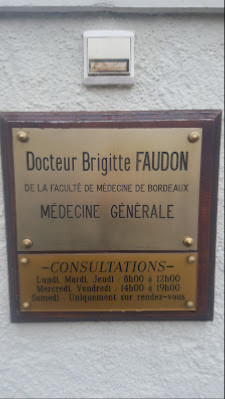 Docteur Brigitte FAUDON
DE LA FACULTÉ DE MÉDECINE DE BORDEAUX
MÉDECINE GÉNÉRALE
-CONSULTATIONS-
Lundi, Mardi, Jeudi : 8h00 à 12h00
Mercredi, Vendredi : 14h00 à 19h00
Samedi : Uniquement sur rendez-vous